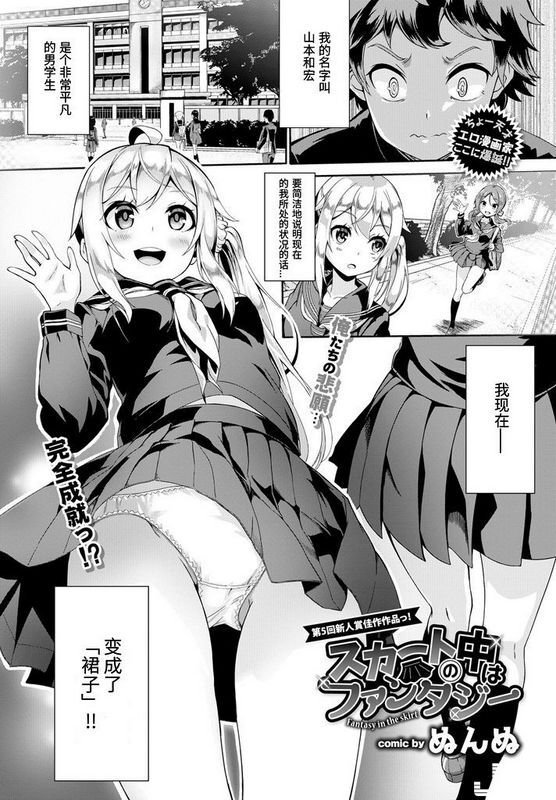 我的名字叫
山本和宏
是个非常平凡
的男学生
エロ漫画家
ここに爆誕!!
要简洁地说明现在
的我所处的状况的话…
俺たちの悲願…
我现在──
完全成就っ!?
变成了
「裙子」!!
第5回新人賞佳作作品っ!
スカートの中は
ファンタジー
Fantasy in the skirt
comic by ぬんぬ